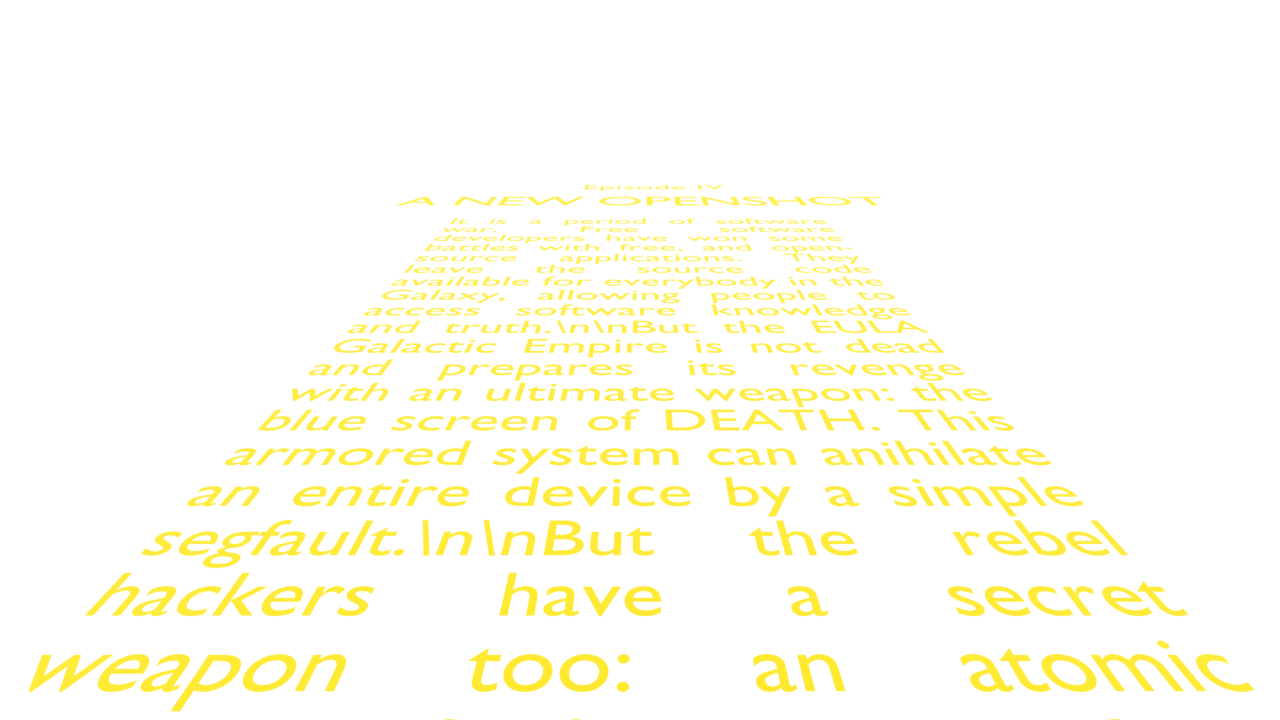 Episode IV
A NEW OPENSHOT
It is a period of software
war. Free software
developers have won some
battles with free, and open-
source applications. They
leave the source code
available for everybody in the
Galaxy, allowing people to
access software knowledge
and truth.\n\nBut the EULA
Galactic Empire is not dead
and prepares its revenge
with an ultimate weapon: the
blue screen of DEATH. This
armored system can anihilate
an entire device by a simple
segfault.\n\nBut the rebel
hackers have a secret
weapon too: an atomic